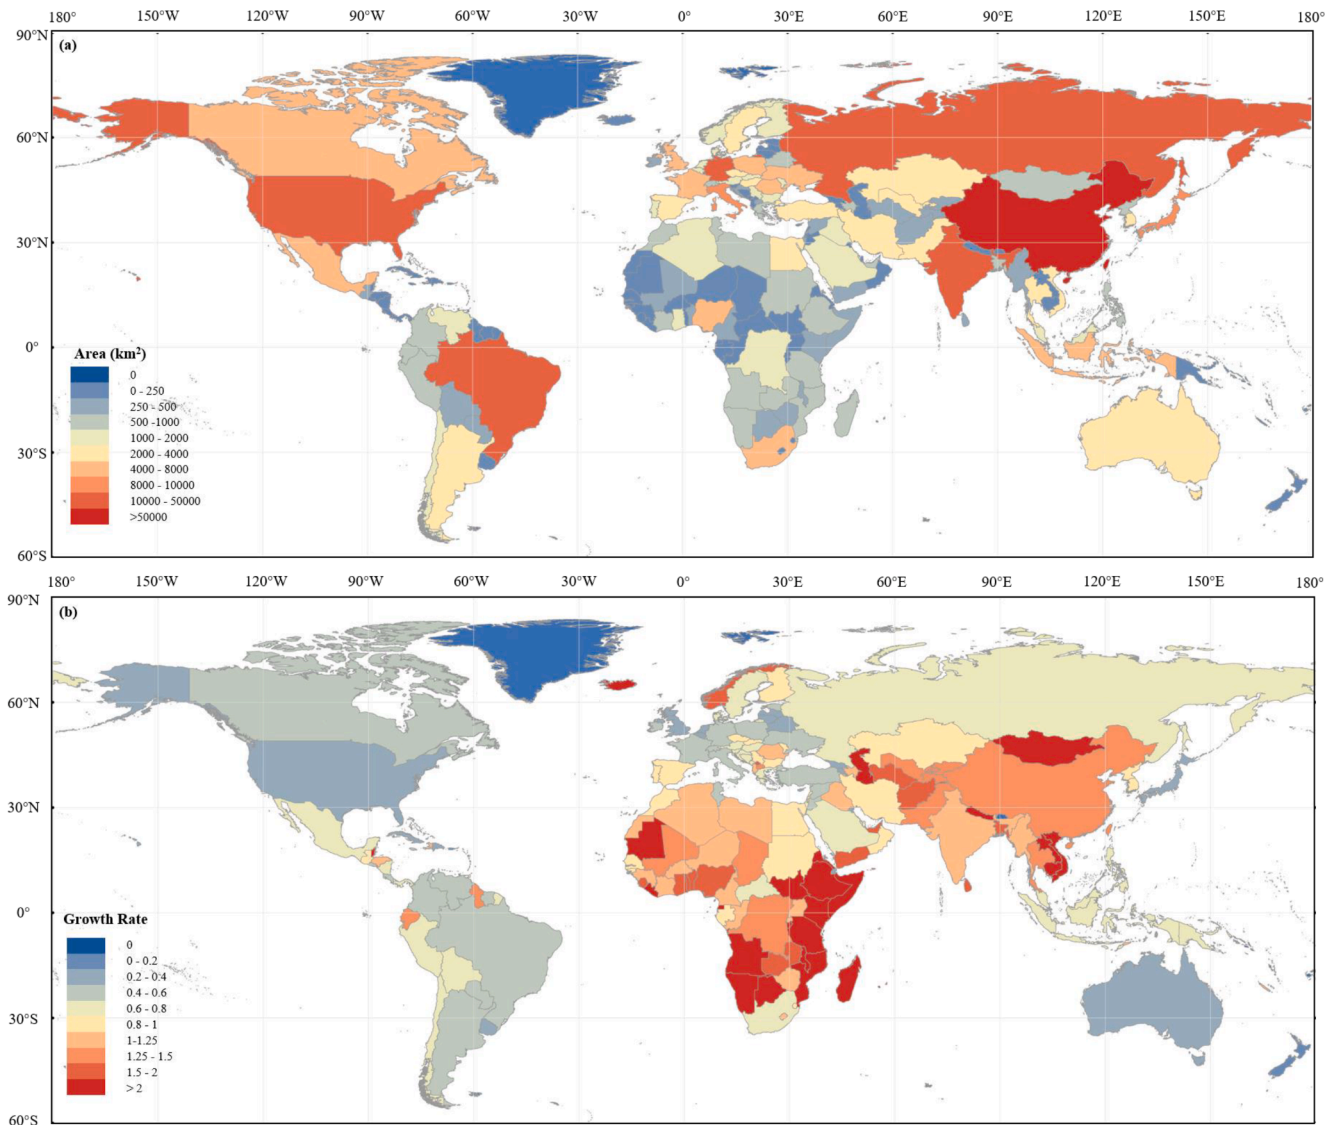 180° 150°W 120°W 90°W 60°W 30°W 0° 30°E 60°E 90°E 120°E 150°E 180°
90°N
(a)
60°N
30°N
0°
30°S
60°S
Area (km²)
0
0 - 250
250 - 500
500 -1000
1000 - 2000
2000 - 4000
4000 - 8000
8000 - 10000
10000 - 50000
>50000
180° 150°W 120°W 90°W 60°W 30°W 0° 30°E 60°E 90°E 120°E 150°E 180°
90°N
(b)
60°N
30°N
0°
30°S
60°S
Growth Rate
0
0 - 0.2
0.2 - 0.4
0.4 - 0.6
0.6 - 0.8
0.8 - 1
1-1.25
1.25 - 1.5
1.5 - 2
> 2